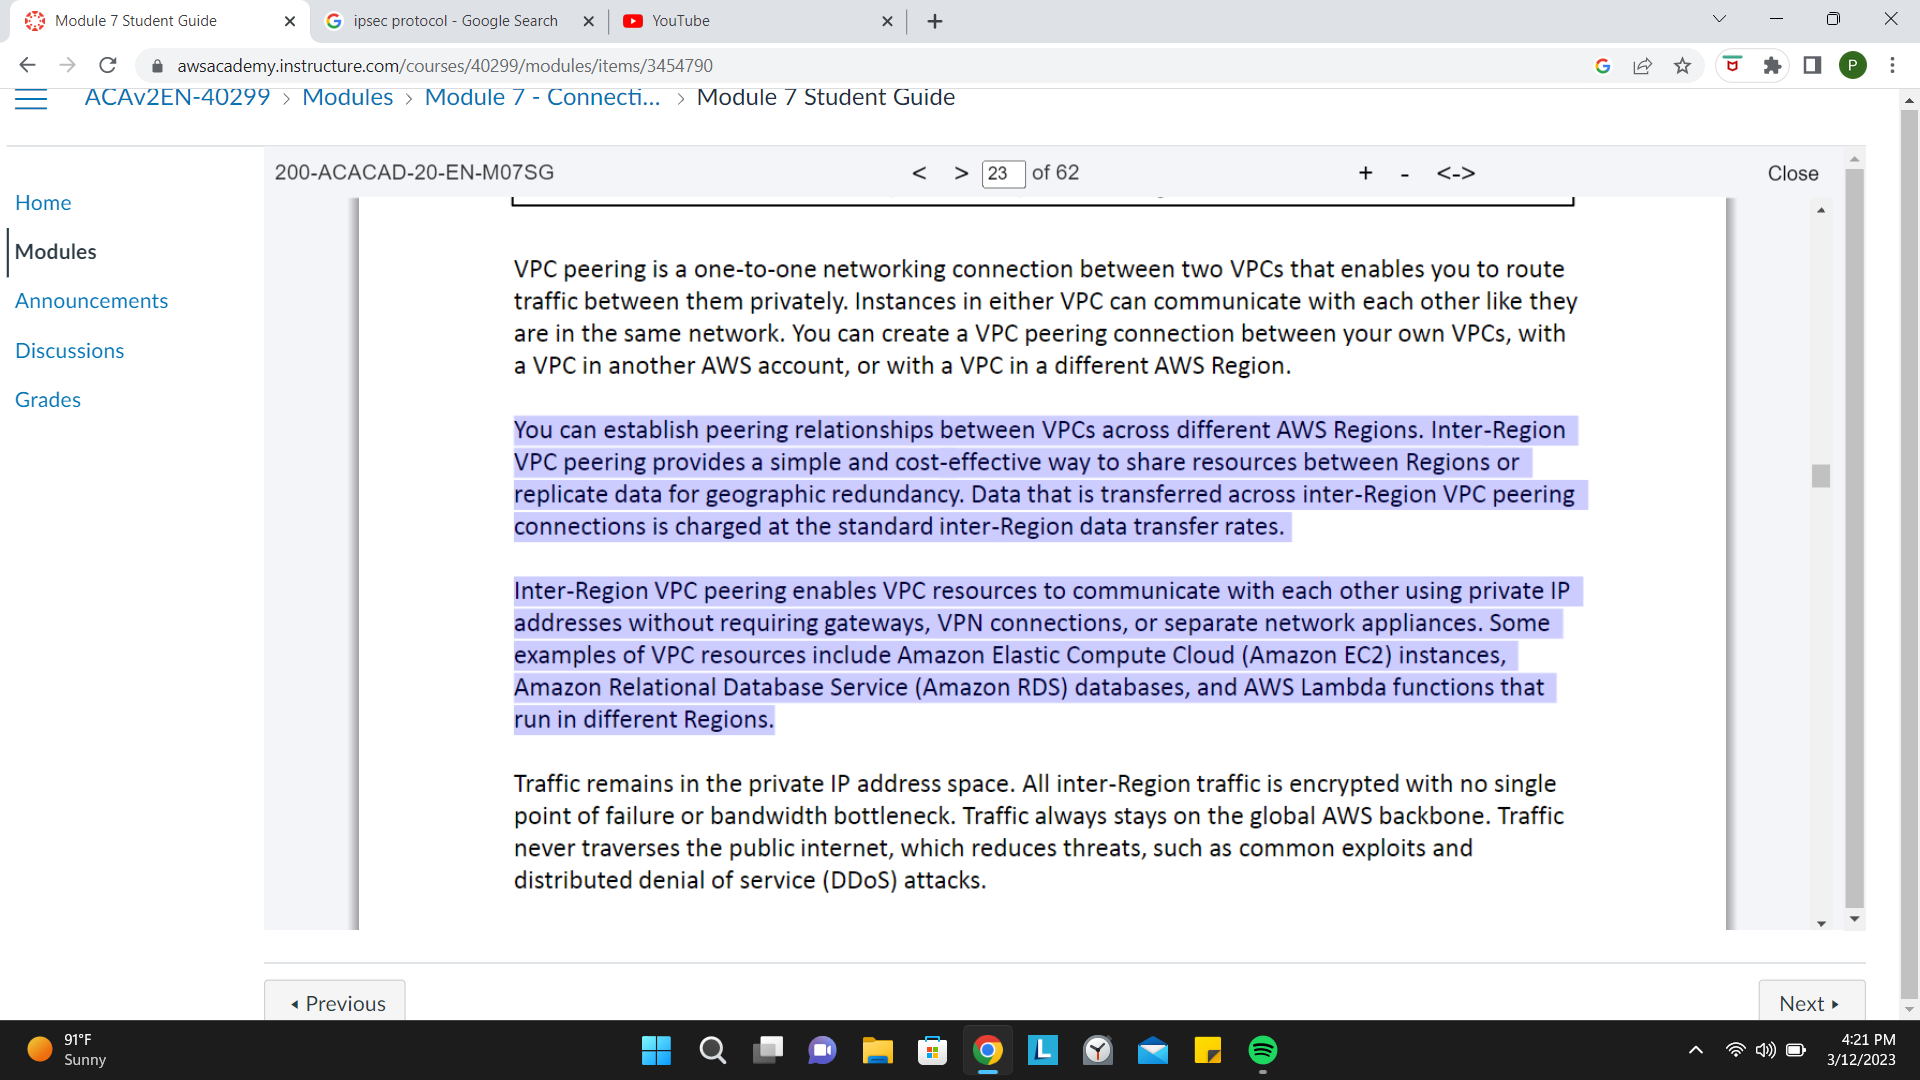 Module 7 Student Guide
ipsec protocol - Google Search
YouTube
awsacademy.instructure.com/courses/40299/modules/items/3454790
P
ACAv2EN-40299 > Modules > Module 7 - Connecti... > Module 7 Student Guide
200-ACACAD-20-EN-M07SG
< > 23 of 62
+ - <->
Close
Home
Modules
Announcements
Discussions
Grades
VPC peering is a one-to-one networking connection between two VPCs that enables you to route
traffic between them privately. Instances in either VPC can communicate with each other like they
are in the same network. You can create a VPC peering connection between your own VPCs, with
a VPC in another AWS account, or with a VPC in a different AWS Region.
You can establish peering relationships between VPCs across different AWS Regions. Inter-Region
VPC peering provides a simple and cost-effective way to share resources between Regions or
replicate data for geographic redundancy. Data that is transferred across inter-Region VPC peering
connections is charged at the standard inter-Region data transfer rates.
Inter-Region VPC peering enables VPC resources to communicate with each other using private IP
addresses without requiring gateways, VPN connections, or separate network appliances. Some
examples of VPC resources include Amazon Elastic Compute Cloud (Amazon EC2) instances,
Amazon Relational Database Service (Amazon RDS) databases, and AWS Lambda functions that
run in different Regions.
Traffic remains in the private IP address space. All inter-Region traffic is encrypted with no single
point of failure or bandwidth bottleneck. Traffic always stays on the global AWS backbone. Traffic
never traverses the public internet, which reduces threats, such as common exploits and
distributed denial of service (DDoS) attacks.
Previous
Next
91°F
Sunny
L
4:21 PM
3/12/2023